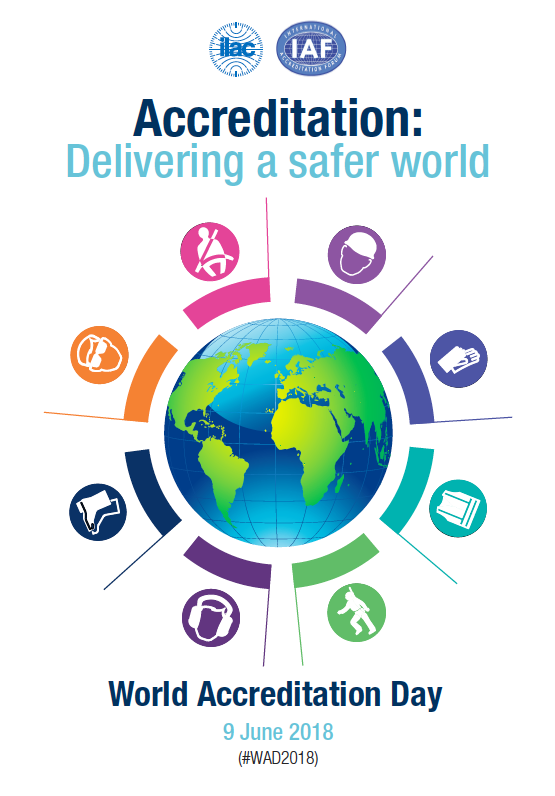 ilac
INTERNATIONAL
IAF
ACCREDITATION FORUM
Accreditation:
Delivering a safer world
World Accreditation Day
9 June 2018
(#WAD2018)